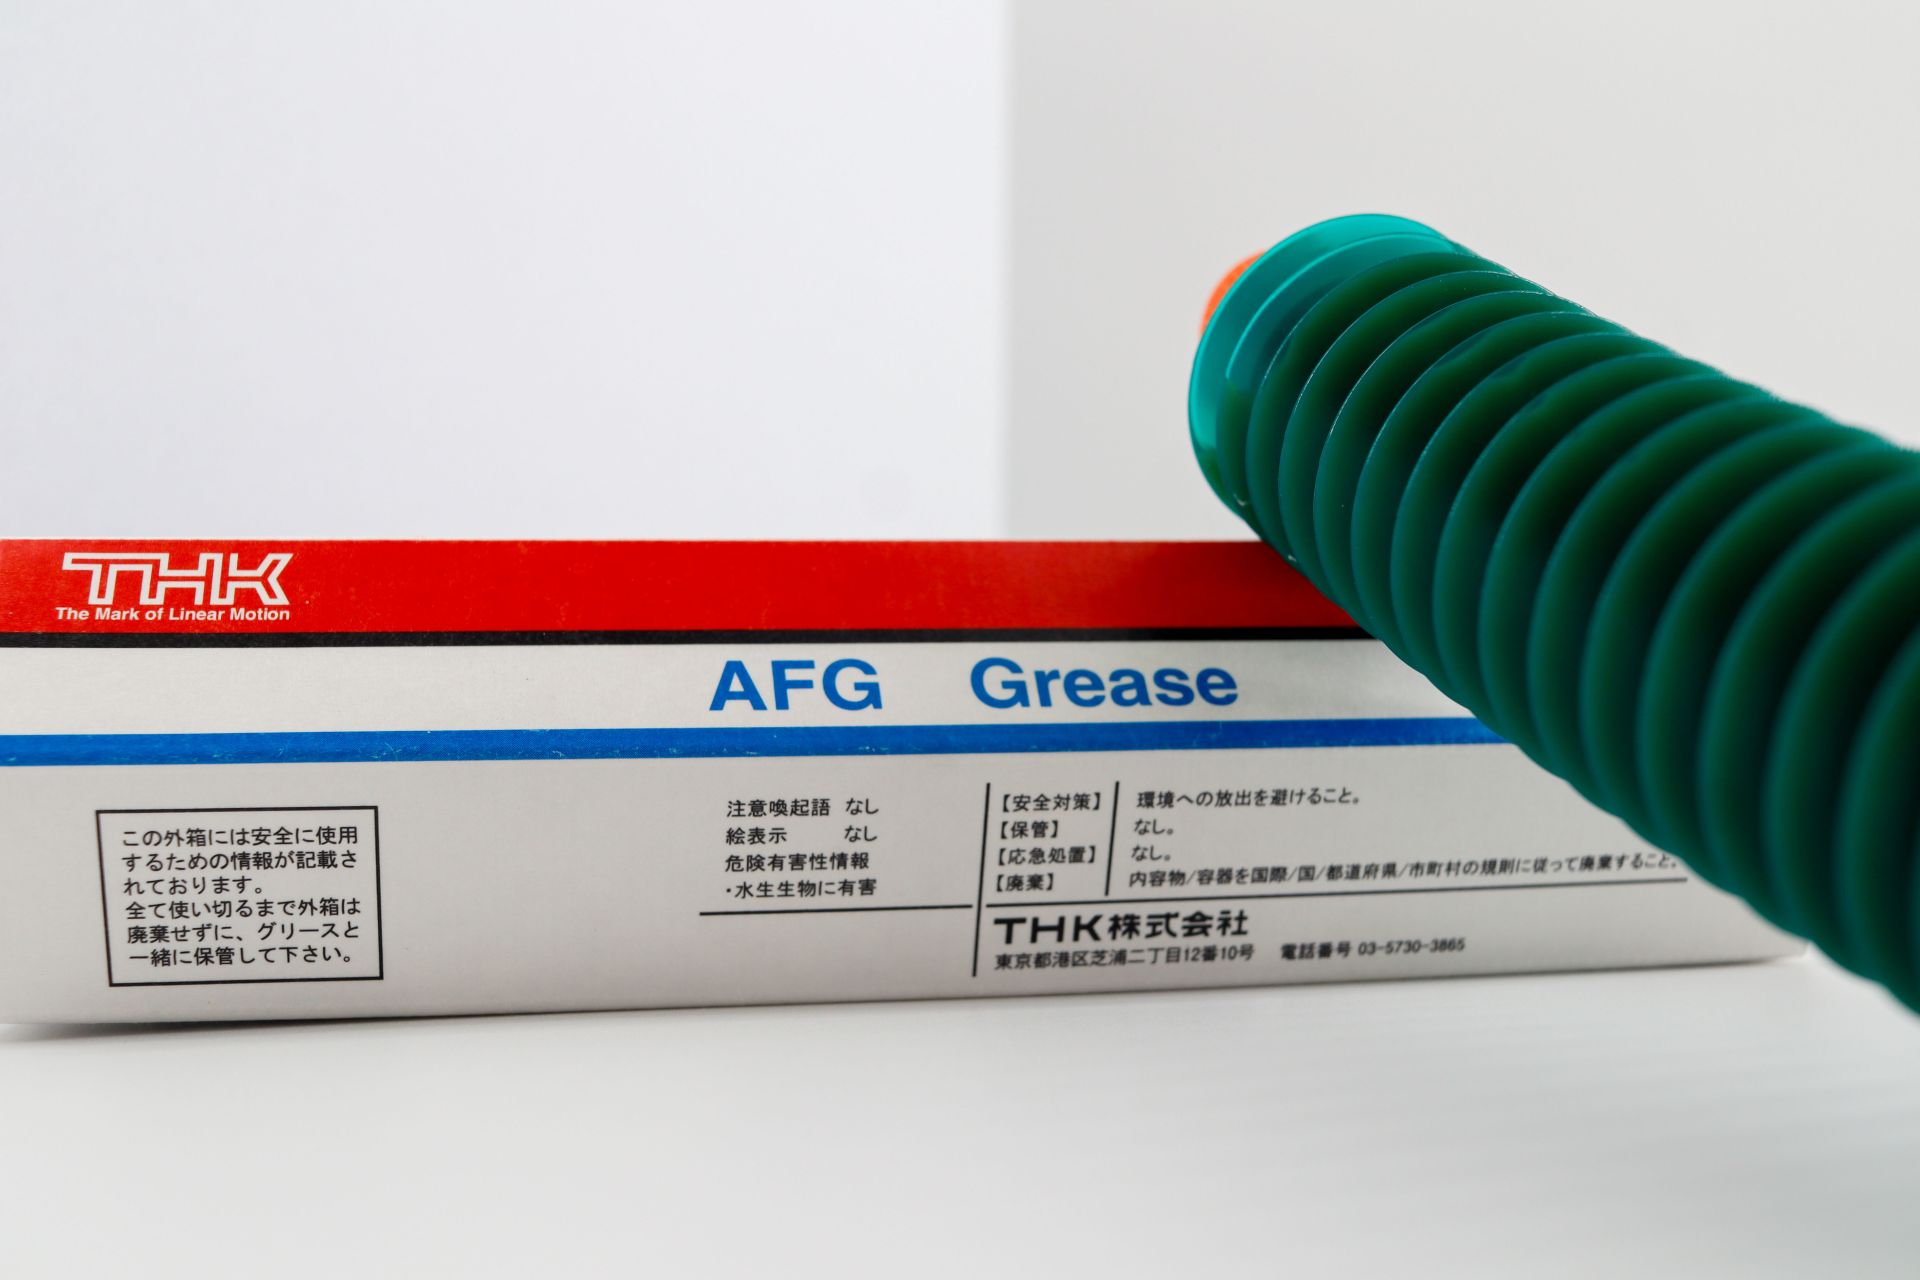 THK
The Mark of Linear Motion
AFG Grease
この外箱には安全に使用
するための情報が記載さ
れております。
全て使い切るまで外箱は
廃棄せずに、グリースと
一緒に保管して下さい。
注意喚起語 なし
絵表示 なし
危険有害性情報
・水生生物に有害
【安全対策】 環境への放出を避けること。
【保管】 なし。
【応急処置】 なし。
【廃棄】 内容物/容器を国際/国/都道府県/市町村の規則に従って廃棄すること。
THK株式会社
東京都港区芝浦二丁目12番10号 電話番号 03-5730-3865